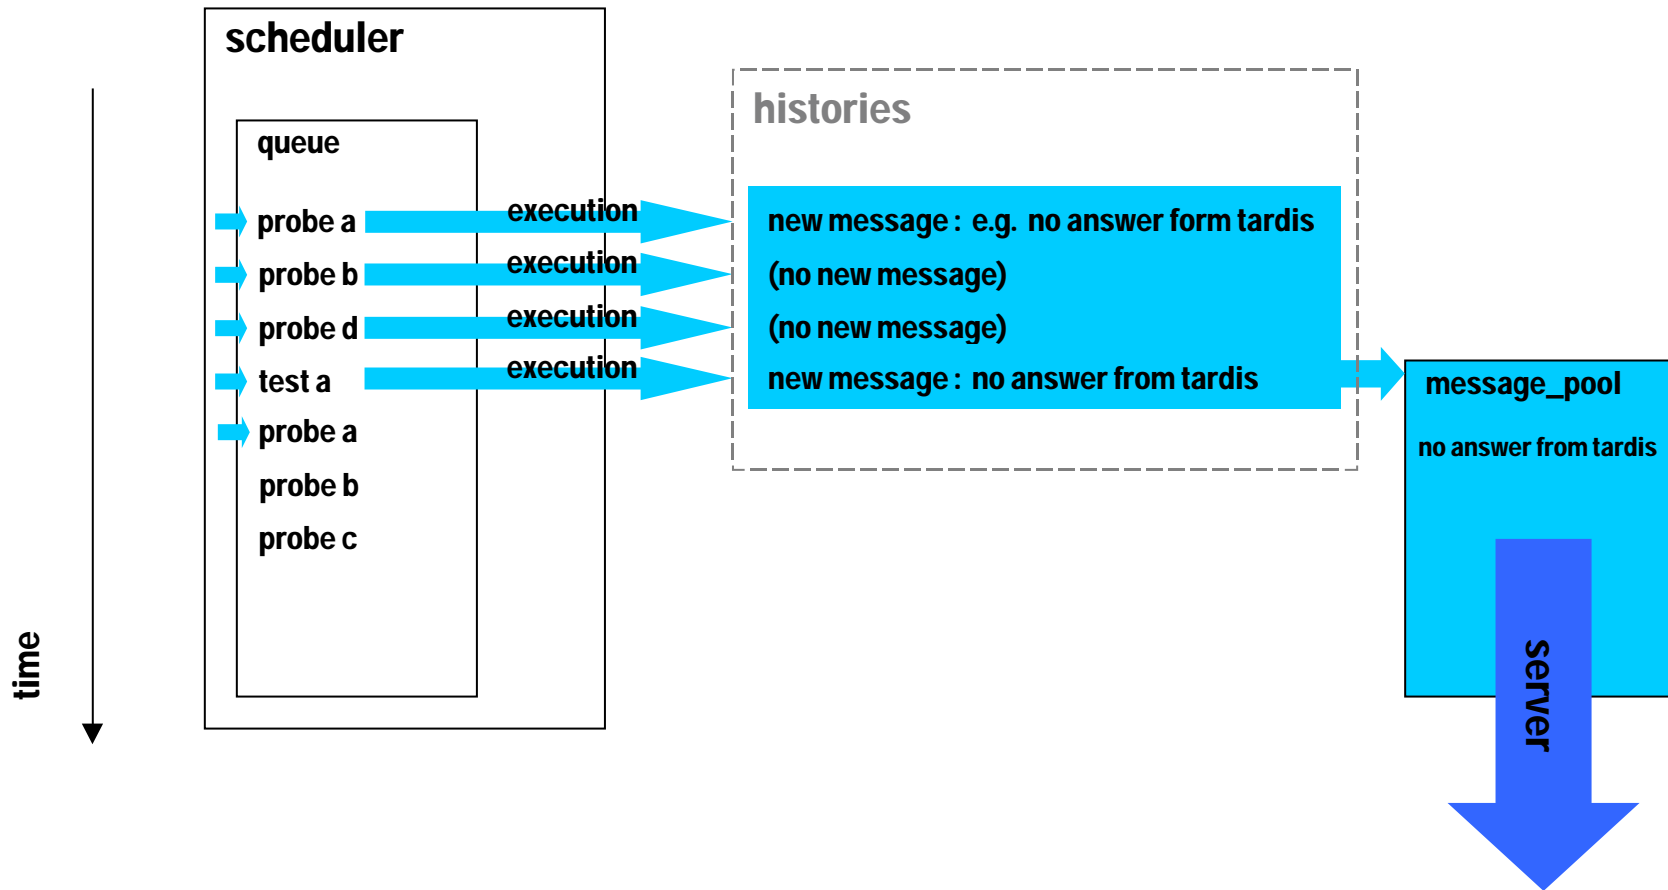 scheduler
queue
probe a
probe b
probe d
test a
probe a
probe b
probe c
execution
execution
execution
execution
histories
new message : e.g. no answer form tardis
(no new message)
(no new message)
new message : no answer from tardis
message_pool
no answer from tardis
server
time